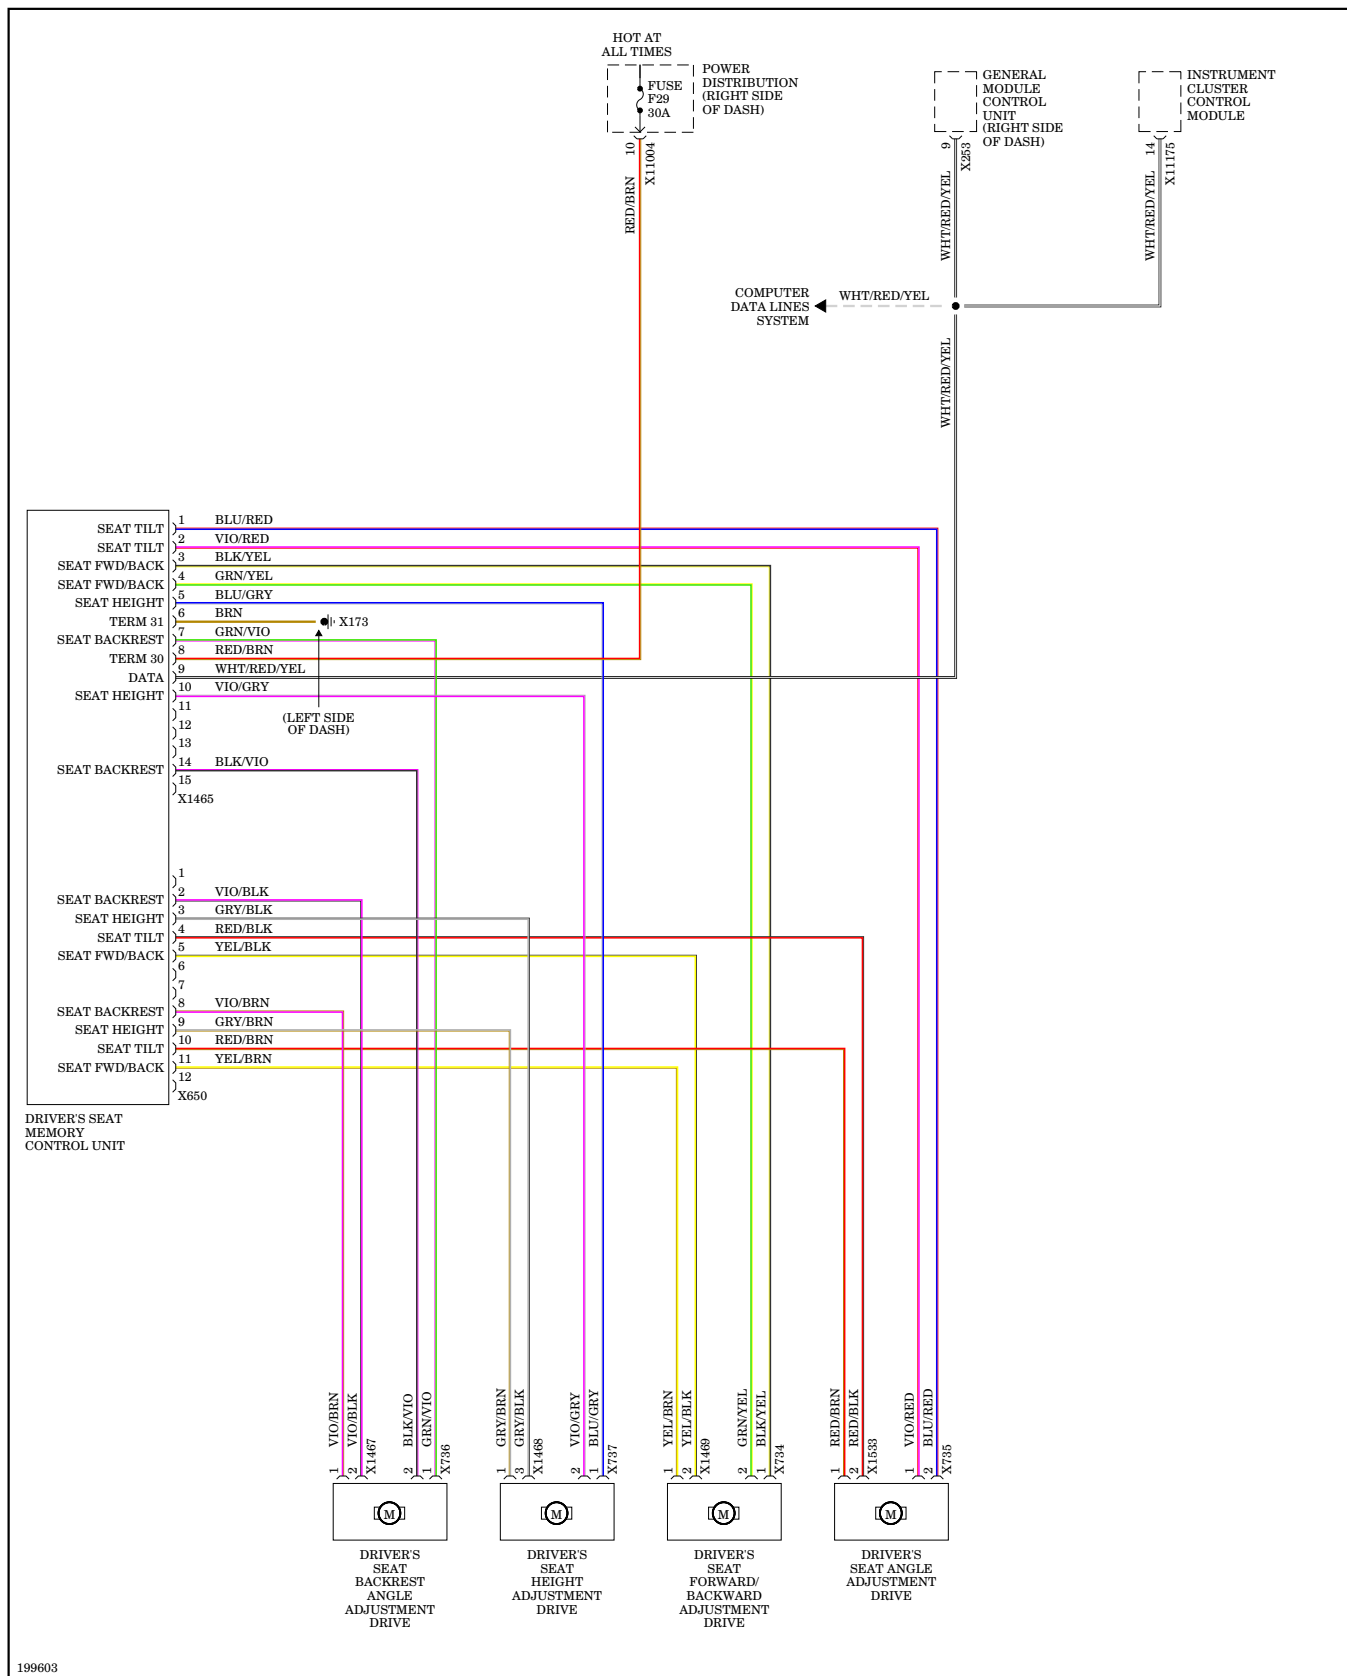 HOT AT
ALL TIMES
FUSE
F29
30A
POWER
DISTRIBUTION
(RIGHT SIDE
OF DASH)
10
X11004
RED/BRN
GENERAL
MODULE
CONTROL
UNIT
(RIGHT SIDE
OF DASH)
9
X253
WHT/RED/YEL
INSTRUMENT
CLUSTER
CONTROL
MODULE
14
X11175
WHT/RED/YEL
COMPUTER
DATA LINES
SYSTEM
WHT/RED/YEL
WHT/RED/YEL
SEAT TILT 1 BLU/RED
SEAT TILT 2 VIO/RED
SEAT FWD/BACK 3 BLK/YEL
SEAT FWD/BACK 4 GRN/YEL
SEAT HEIGHT 5 BLU/GRY
TERM 31 6 BRN X173
SEAT BACKREST 7 GRN/VIO
TERM 30 8 RED/BRN
DATA 9 WHT/RED/YEL
SEAT HEIGHT 10 VIO/GRY
11
(LEFT SIDE
OF DASH)
12
13
SEAT BACKREST 14 BLK/VIO
15
X1465
1
SEAT BACKREST 2 VIO/BLK
SEAT HEIGHT 3 GRY/BLK
SEAT TILT 4 RED/BLK
SEAT FWD/BACK 5 YEL/BLK
6
7
SEAT BACKREST 8 VIO/BRN
SEAT HEIGHT 9 GRY/BRN
SEAT TILT 10 RED/BRN
SEAT FWD/BACK 11 YEL/BRN
12
X650
DRIVER'S SEAT
MEMORY
CONTROL UNIT
1 VIO/BRN
2 VIO/BLK
X1467
2 BLK/VIO
1 GRN/VIO
X736
1 GRY/BRN
3 GRY/BLK
X1468
2 VIO/GRY
1 BLU/GRY
X737
1 YEL/BRN
2 YEL/BLK
X1469
2 GRN/YEL
1 BLK/YEL
X734
1 RED/BRN
2 RED/BLK
X1533
1 VIO/RED
2 BLU/RED
X735
M
M
M
M
DRIVER'S
SEAT
BACKREST
ANGLE
ADJUSTMENT
DRIVE
DRIVER'S
SEAT
HEIGHT
ADJUSTMENT
DRIVE
DRIVER'S
SEAT
FORWARD/
BACKWARD
ADJUSTMENT
DRIVE
DRIVER'S
SEAT ANGLE
ADJUSTMENT
DRIVE
199603